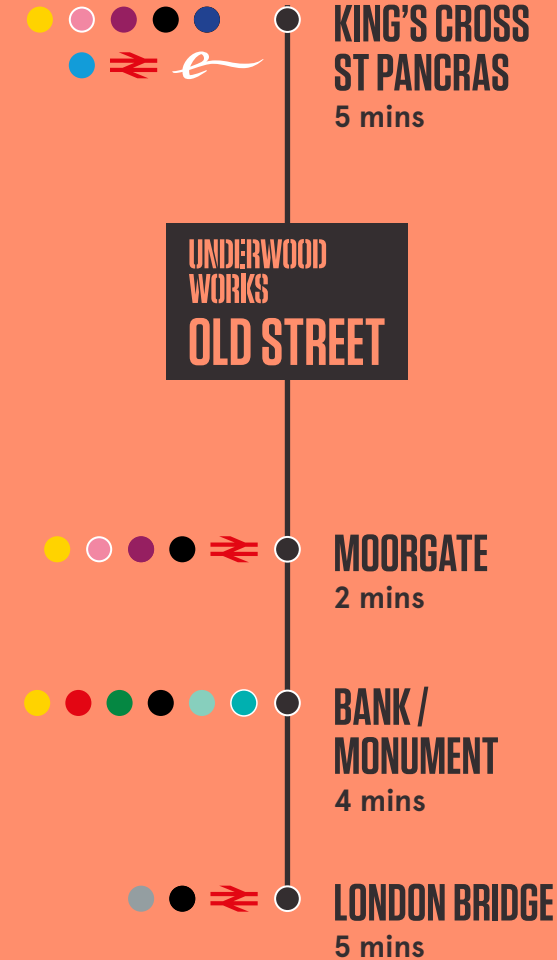 KING'S CROSS
ST PANCRAS
5 mins
UNDERWOOD
WORKS
OLD STREET
MOORGATE
2 mins
BANK /
MONUMENT
4 mins
LONDON BRIDGE
5 mins